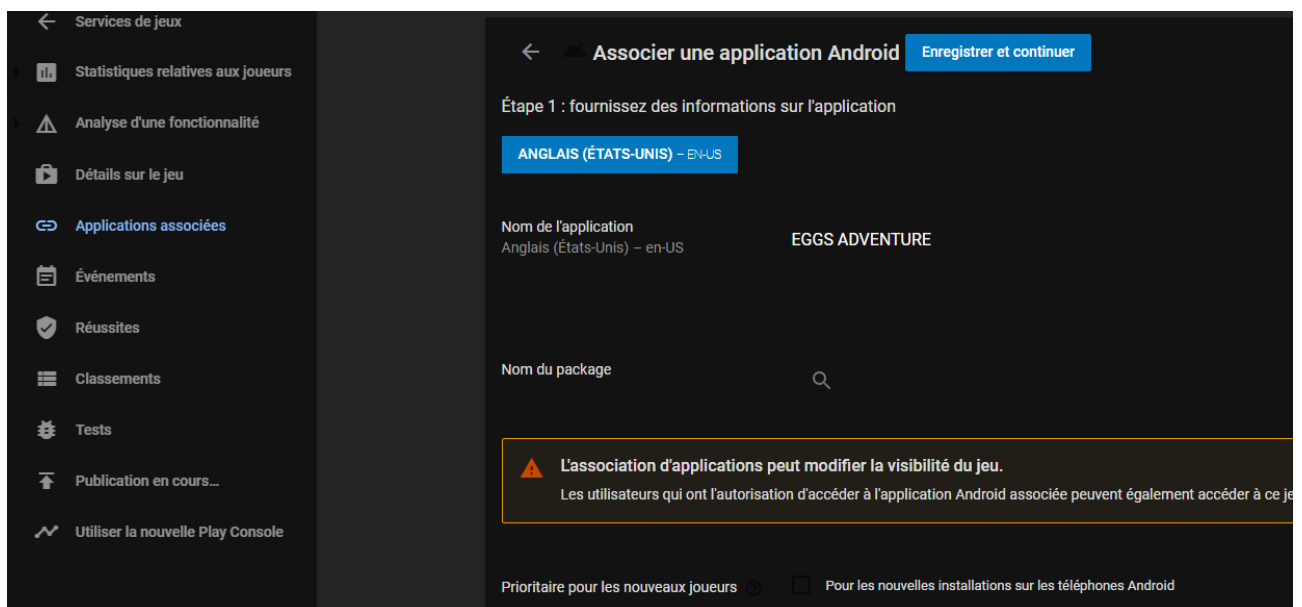 Services de jeux
Statistiques relatives aux joueurs
Analyse d'une fonctionnalité
Détails sur le jeu
Applications associées
Événements
Réussites
Classements
Tests
Publication en cours...
Utiliser la nouvelle Play Console
Associer une application Android
Enregistrer et continuer
Étape 1 : fournissez des informations sur l'application
ANGLAIS (ÉTATS-UNIS) – EN-US
Nom de l'application
Anglais (États-Unis) – en-US
EGGS ADVENTURE
Nom du package
L'association d'applications peut modifier la visibilité du jeu.
Les utilisateurs qui ont l'autorisation d'accéder à l'application Android associée peuvent également accéder à ce je
Prioritaire pour les nouveaux joueurs
Pour les nouvelles installations sur les téléphones Android